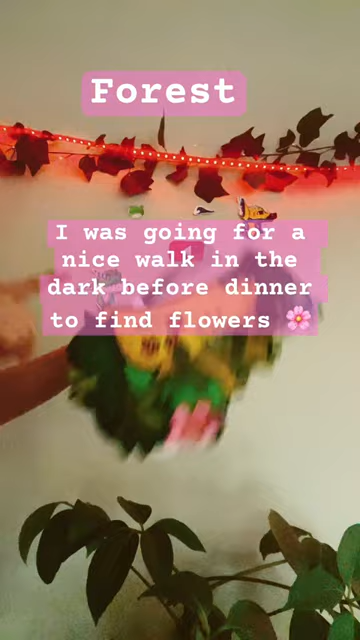 Forest
I was going for a
nice walk in the
dark before dinner
to find flowers 🌸